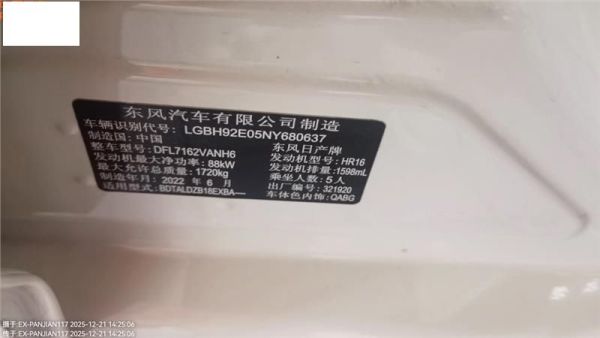 东风汽车有限公司制造
车辆识别代号: LGBH92E05NY680637
制造国: 中国 东风日产牌
整车型号: DFL7162VANH6 发动机型号: HR16
发动机最大净功率: 88kW 发动机排量: 1598mL
最大允许总质量: 1720kg 乘坐人数: 5人
制造年月: 2022 年 6 月 出厂编号: 321920
适用型式: BDTALDZB18EXBA---- 车体色内饰: QABG
摄于:EX-PANJIAN117 2025-12-21 14:25:06
传于:EX-PANJIAN117 2025-12-21 14:25:06